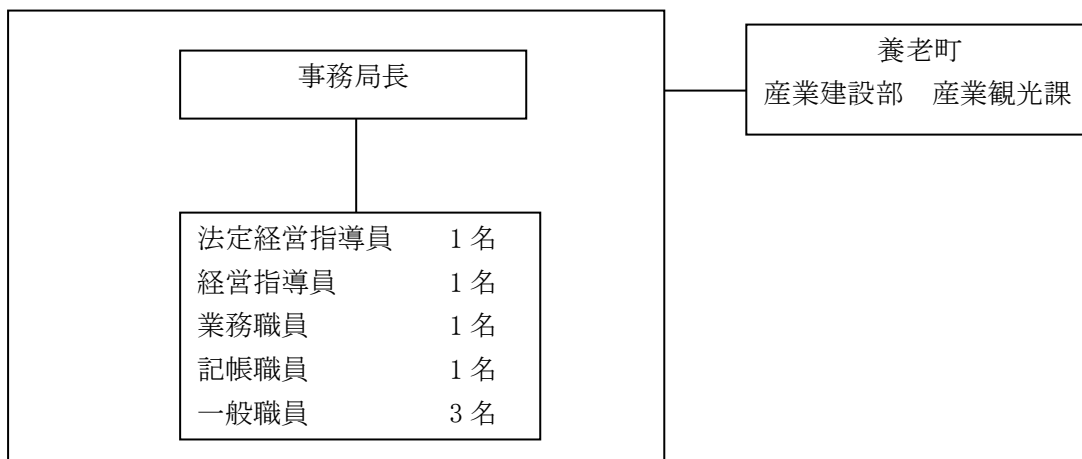 事務局長
養老町
産業建設部　産業観光課
法定経営指導員　1 名
経営指導員　1 名
業務職員　1 名
記帳職員　1 名
一般職員　3 名